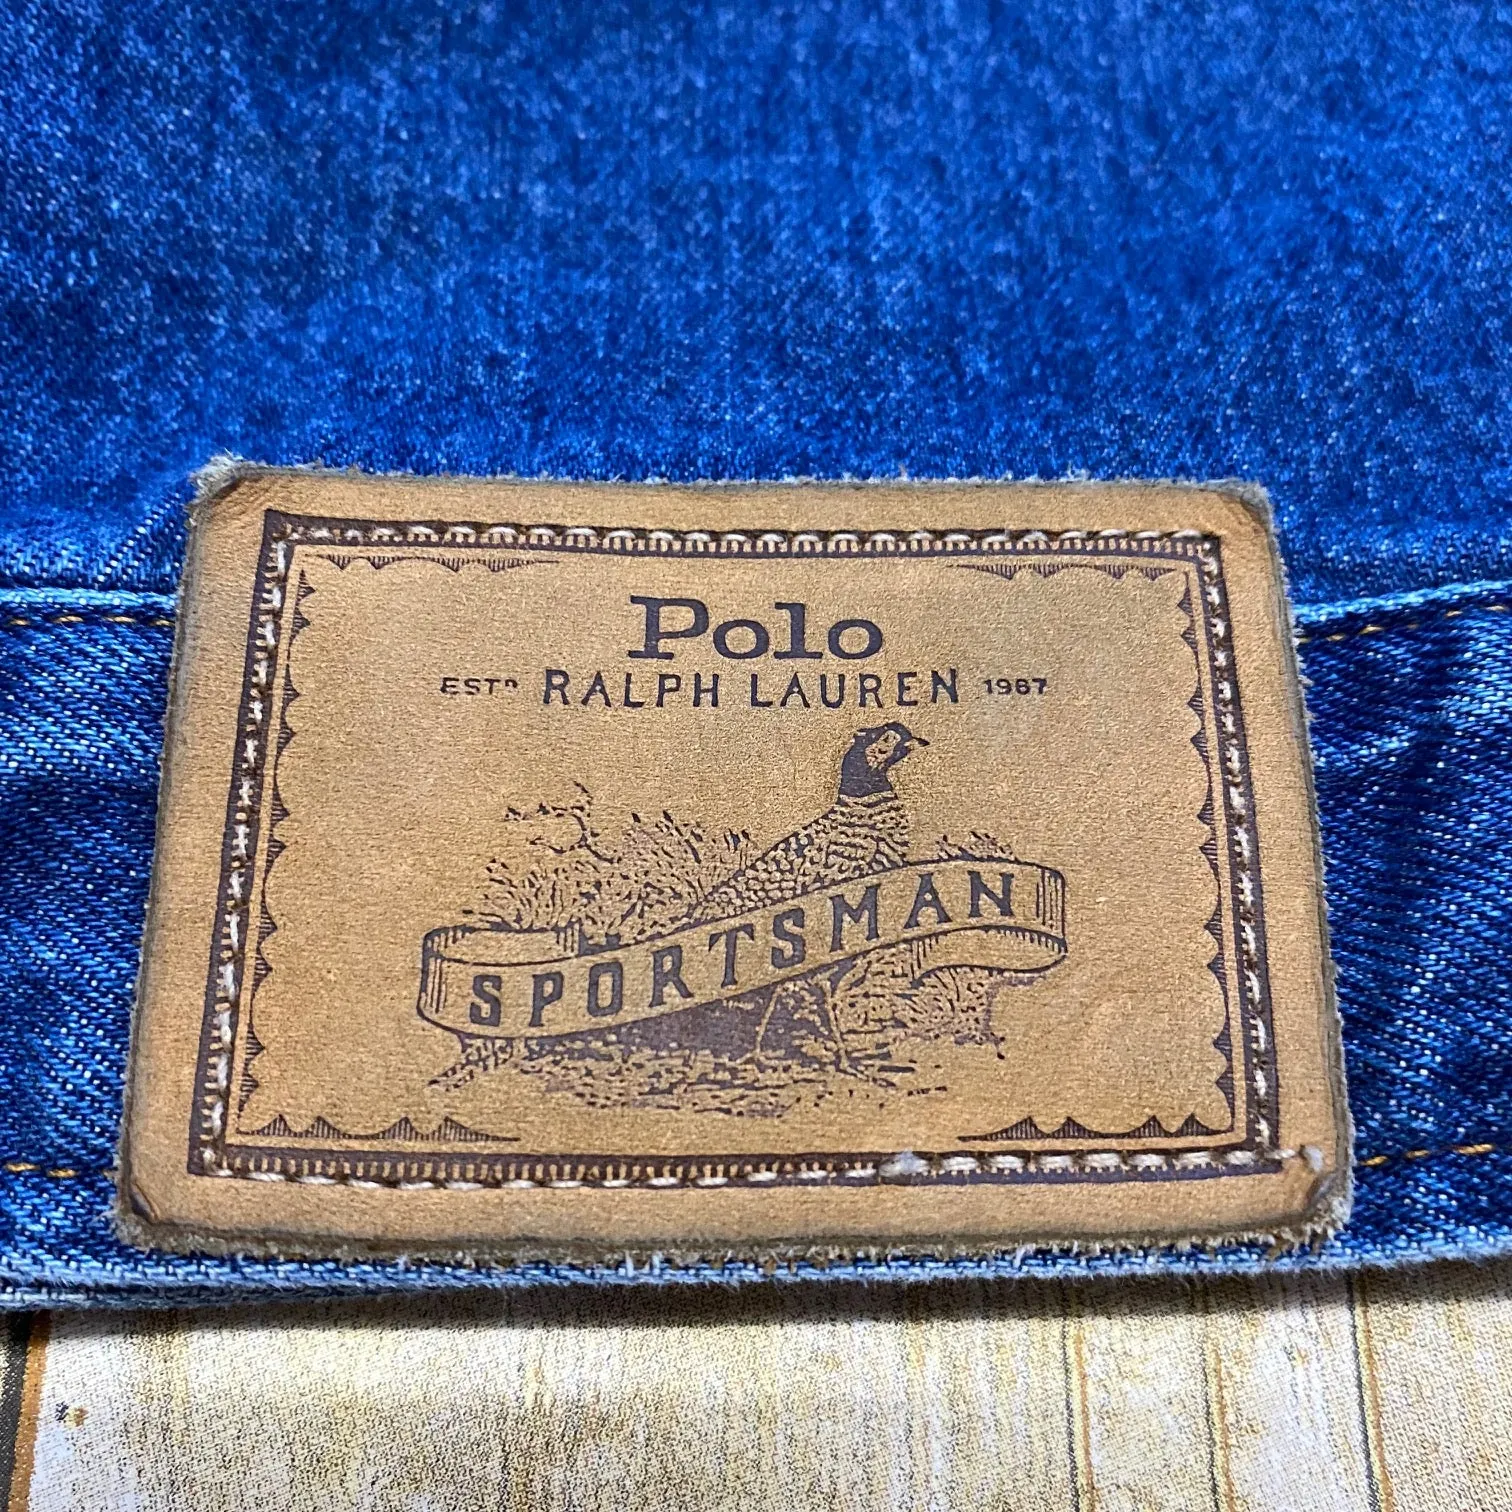 Polo
ESTD RALPH LAUREN 1967
SPORTSMAN